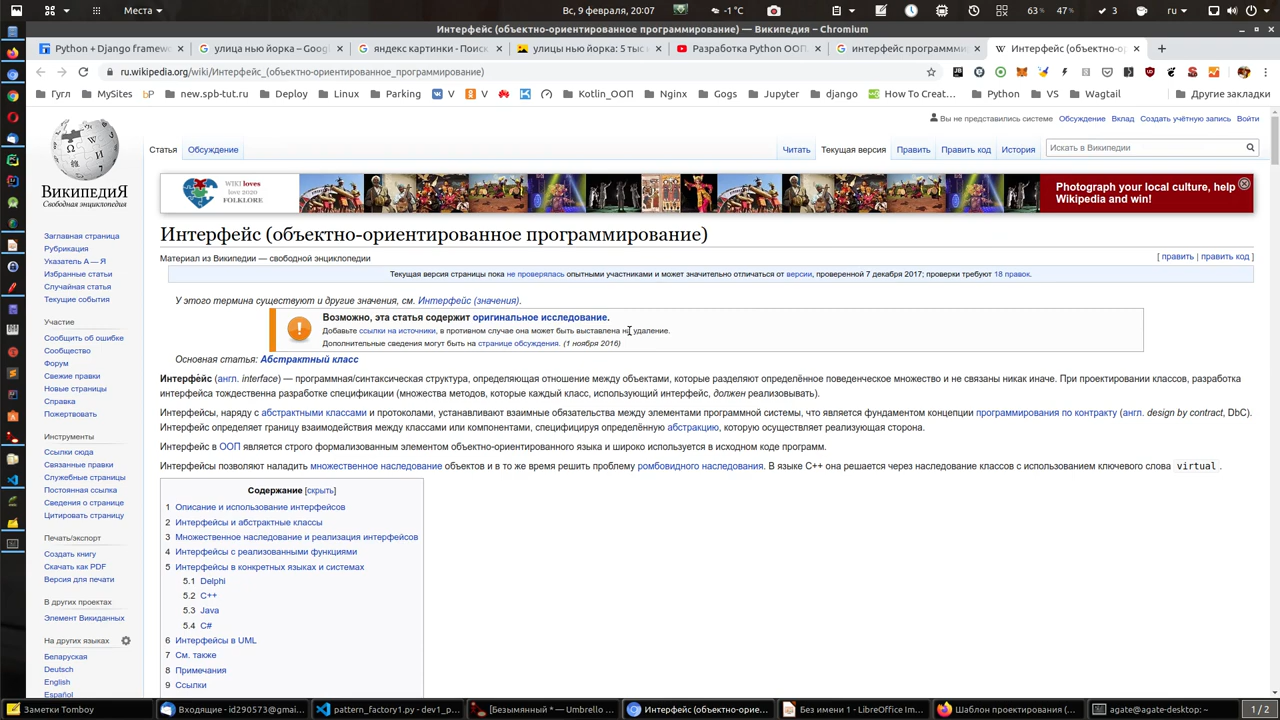 Места
Вс, 9 февраля, 20:07
-1 °C
63 %
47 %
20:07
Интерфейс (объектно-ориентированное программирование) — Википедия – Chromium
Python + Django framew
улица нью йорка – Goog
яндекс картинки - Поиск
улицы нью йорка: 5 тыс
Разработка Python ООП
интерфейс программми
Интерфейс (объектно-о
ru.wikipedia.org/wiki/Интерфейс_(объектно-ориентированное_программирование)
Гугл
MySites
new.spb-tut.ru
Deploy
Linux
Parking
V
V
Kotlin_ООП
Nginx
Gogs
Jupyter
django
How To Creat…
Python
VS
Wagtail
Другие закладки
Вы не представились системе Обсуждение Вклад Создать учётную запись Войти
Статья Обсуждение Читать Текущая версия Править Править код История Искать в Википедии
ВикипедиЯ
Свободная энциклопедия
WIKI loves
love 2020
FOLKLORE
Photograph your local culture, help
Wikipedia and win!
Интерфейс (объектно-ориентированное программирование)
Материал из Википедии — свободной энциклопедии
[ править | править код ]
Текущая версия страницы пока не проверялась опытными участниками и может значительно отличаться от версии, проверенной 7 декабря 2017; проверки требуют 18 правок.
У этого термина существуют и другие значения, см. Интерфейс (значения).
Возможно, эта статья содержит оригинальное исследование.
Добавьте ссылки на источники, в противном случае она может быть выставлена на удаление.
Дополнительные сведения могут быть на странице обсуждения. (1 ноября 2016)
Основная статья: Абстрактный класс
Интерфе́йс (англ. interface) — программная/синтаксическая структура, определяющая отношение между объектами, которые разделяют определённое поведенческое множество и не связаны никак иначе. При проектировании классов, разработка
интерфейса тождественна разработке спецификации (множества методов, которые каждый класс, использующий интерфейс, должен реализовывать).
Интерфейсы, наряду с абстрактными классами и протоколами, устанавливают взаимные обязательства между элементами программной системы, что является фундаментом концепции программирования по контракту (англ. design by contract, DbC).
Интерфейс определяет границу взаимодействия между классами или компонентами, специфицируя определённую абстракцию, которую осуществляет реализующая сторона.
Интерфейс в ООП является строго формализованным элементом объектно-ориентированного языка и широко используется в исходном коде программ.
Интерфейсы позволяют наладить множественное наследование объектов и в то же время решить проблему ромбовидного наследования. В языке C++ она решается через наследование классов с использованием ключевого слова virtual .
Содержание [скрыть]
1 Описание и использование интерфейсов
2 Интерфейсы и абстрактные классы
3 Множественное наследование и реализация интерфейсов
4 Интерфейсы с реализованными функциями
5 Интерфейсы в конкретных языках и системах
5.1 Delphi
5.2 C++
5.3 Java
5.4 C#
6 Интерфейсы в UML
7 См. также
8 Примечания
9 Ссылки
Заглавная страница
Рубрикация
Указатель А — Я
Избранные статьи
Случайная статья
Текущие события
Участие
Сообщить об ошибке
Сообщество
Форум
Свежие правки
Новые страницы
Справка
Пожертвовать
Инструменты
Ссылки сюда
Связанные правки
Служебные страницы
Постоянная ссылка
Сведения о странице
Цитировать страницу
Печать/экспорт
Создать книгу
Скачать как PDF
Версия для печати
В других проектах
Элемент Викиданных
На других языках
Беларуская
Deutsch
English
Español
Заметки Tomboy
Входящие - id290573@gmai…
pattern_factory1.py - dev1_p…
[Безымянный *] — Umbrello …
Интерфейс (объектно-орие…
Без имени 1 - LibreOffice Im…
Шаблон проектирования (…
agate@agate-desktop: ~
1 / 2